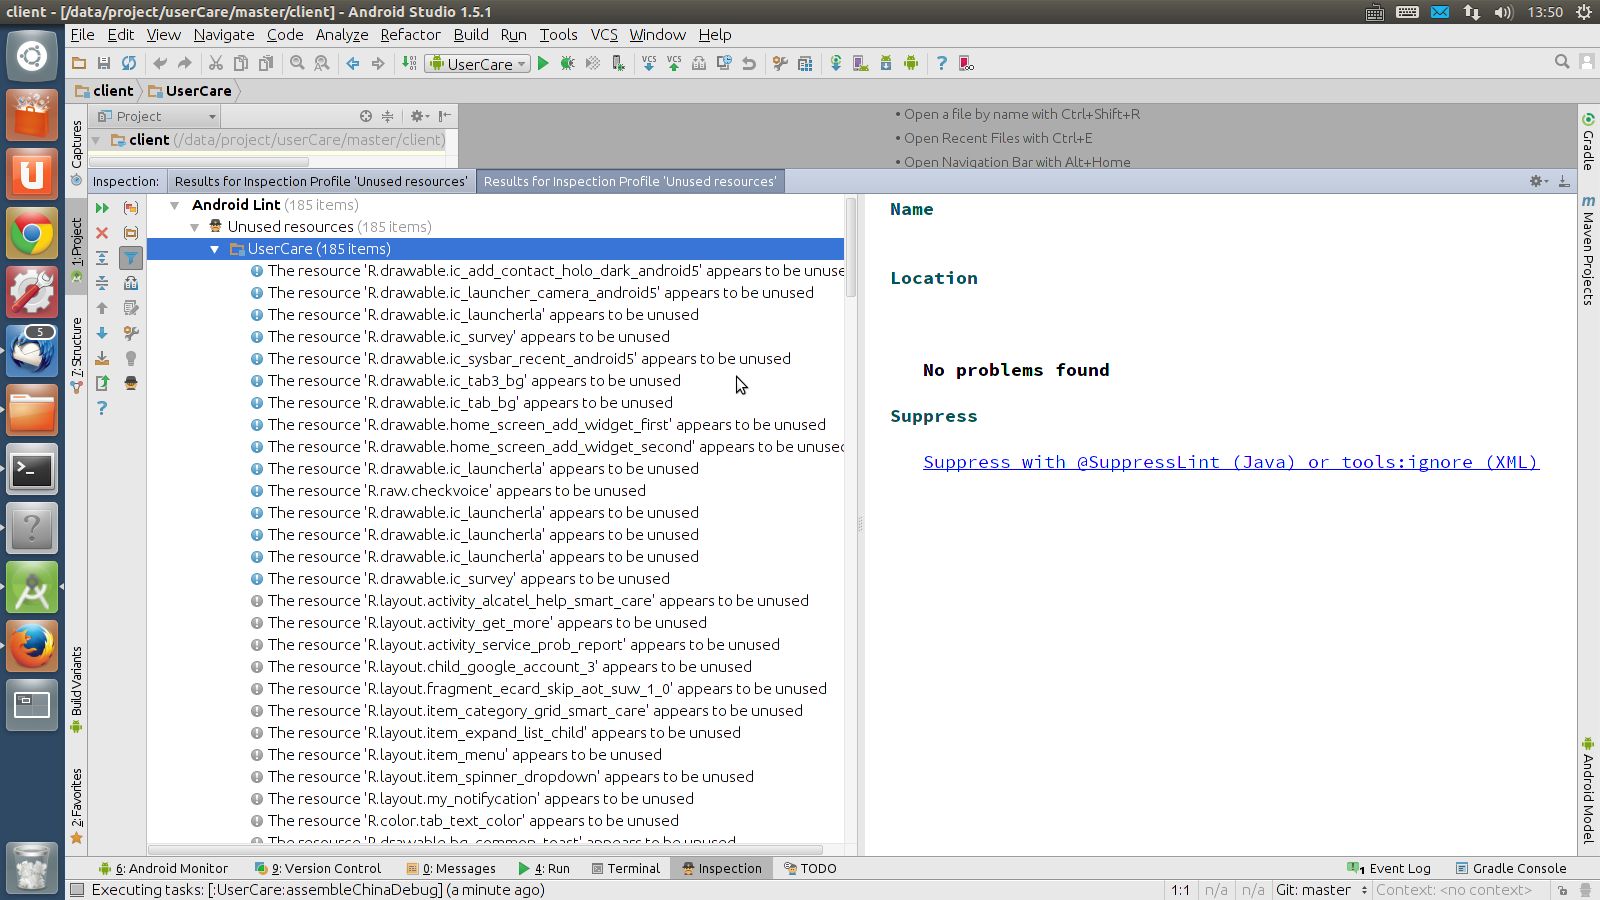 client - [/data/project/userCare/master/client] - Android Studio 1.5.1
13:50
File Edit View Navigate Code Analyze Refactor Build Run Tools VCS Window Help
UserCare
client UserCare
Project
client (/data/project/userCare/master/client)
• Open a file by name with Ctrl+Shift+R
• Open Recent Files with Ctrl+E
• Open Navigation Bar with Alt+Home
Inspection: Results for Inspection Profile 'Unused resources' Results for Inspection Profile 'Unused resources'
Captures
1: Project
7: Structure
Build Variants
2: Favorites
Android Lint (185 items)
Unused resources (185 items)
UserCare (185 items)
The resource 'R.drawable.ic_add_contact_holo_dark_android5' appears to be unuse
The resource 'R.drawable.ic_launcher_camera_android5' appears to be unused
The resource 'R.drawable.ic_launcherla' appears to be unused
The resource 'R.drawable.ic_survey' appears to be unused
The resource 'R.drawable.ic_sysbar_recent_android5' appears to be unused
The resource 'R.drawable.ic_tab3_bg' appears to be unused
The resource 'R.drawable.ic_tab_bg' appears to be unused
The resource 'R.drawable.home_screen_add_widget_first' appears to be unused
The resource 'R.drawable.home_screen_add_widget_second' appears to be unused
The resource 'R.drawable.ic_launcherla' appears to be unused
The resource 'R.raw.checkvoice' appears to be unused
The resource 'R.drawable.ic_launcherla' appears to be unused
The resource 'R.drawable.ic_launcherla' appears to be unused
The resource 'R.drawable.ic_launcherla' appears to be unused
The resource 'R.drawable.ic_survey' appears to be unused
The resource 'R.layout.activity_alcatel_help_smart_care' appears to be unused
The resource 'R.layout.activity_get_more' appears to be unused
The resource 'R.layout.activity_service_prob_report' appears to be unused
The resource 'R.layout.child_google_account_3' appears to be unused
The resource 'R.layout.fragment_ecard_skip_aot_suw_1_0' appears to be unused
The resource 'R.layout.item_category_grid_smart_care' appears to be unused
The resource 'R.layout.item_expand_list_child' appears to be unused
The resource 'R.layout.item_menu' appears to be unused
The resource 'R.layout.item_spinner_dropdown' appears to be unused
The resource 'R.layout.my_notifycation' appears to be unused
The resource 'R.color.tab_text_color' appears to be unused
The resource 'R.drawable.bg_common_toast' appears to be unused
Name
Location
No problems found
Suppress
Suppress with @SuppressLint (Java) or tools:ignore (XML)
Gradle
m Maven Projects
Android Model
5
VCS VCS
6: Android Monitor 9: Version Control 0: Messages 4: Run Terminal Inspection TODO 1 Event Log Gradle Console
Executing tasks: [:UserCare:assembleChinaDebug] (a minute ago) 1:1 n/a n/a Git: master Context: <no context>